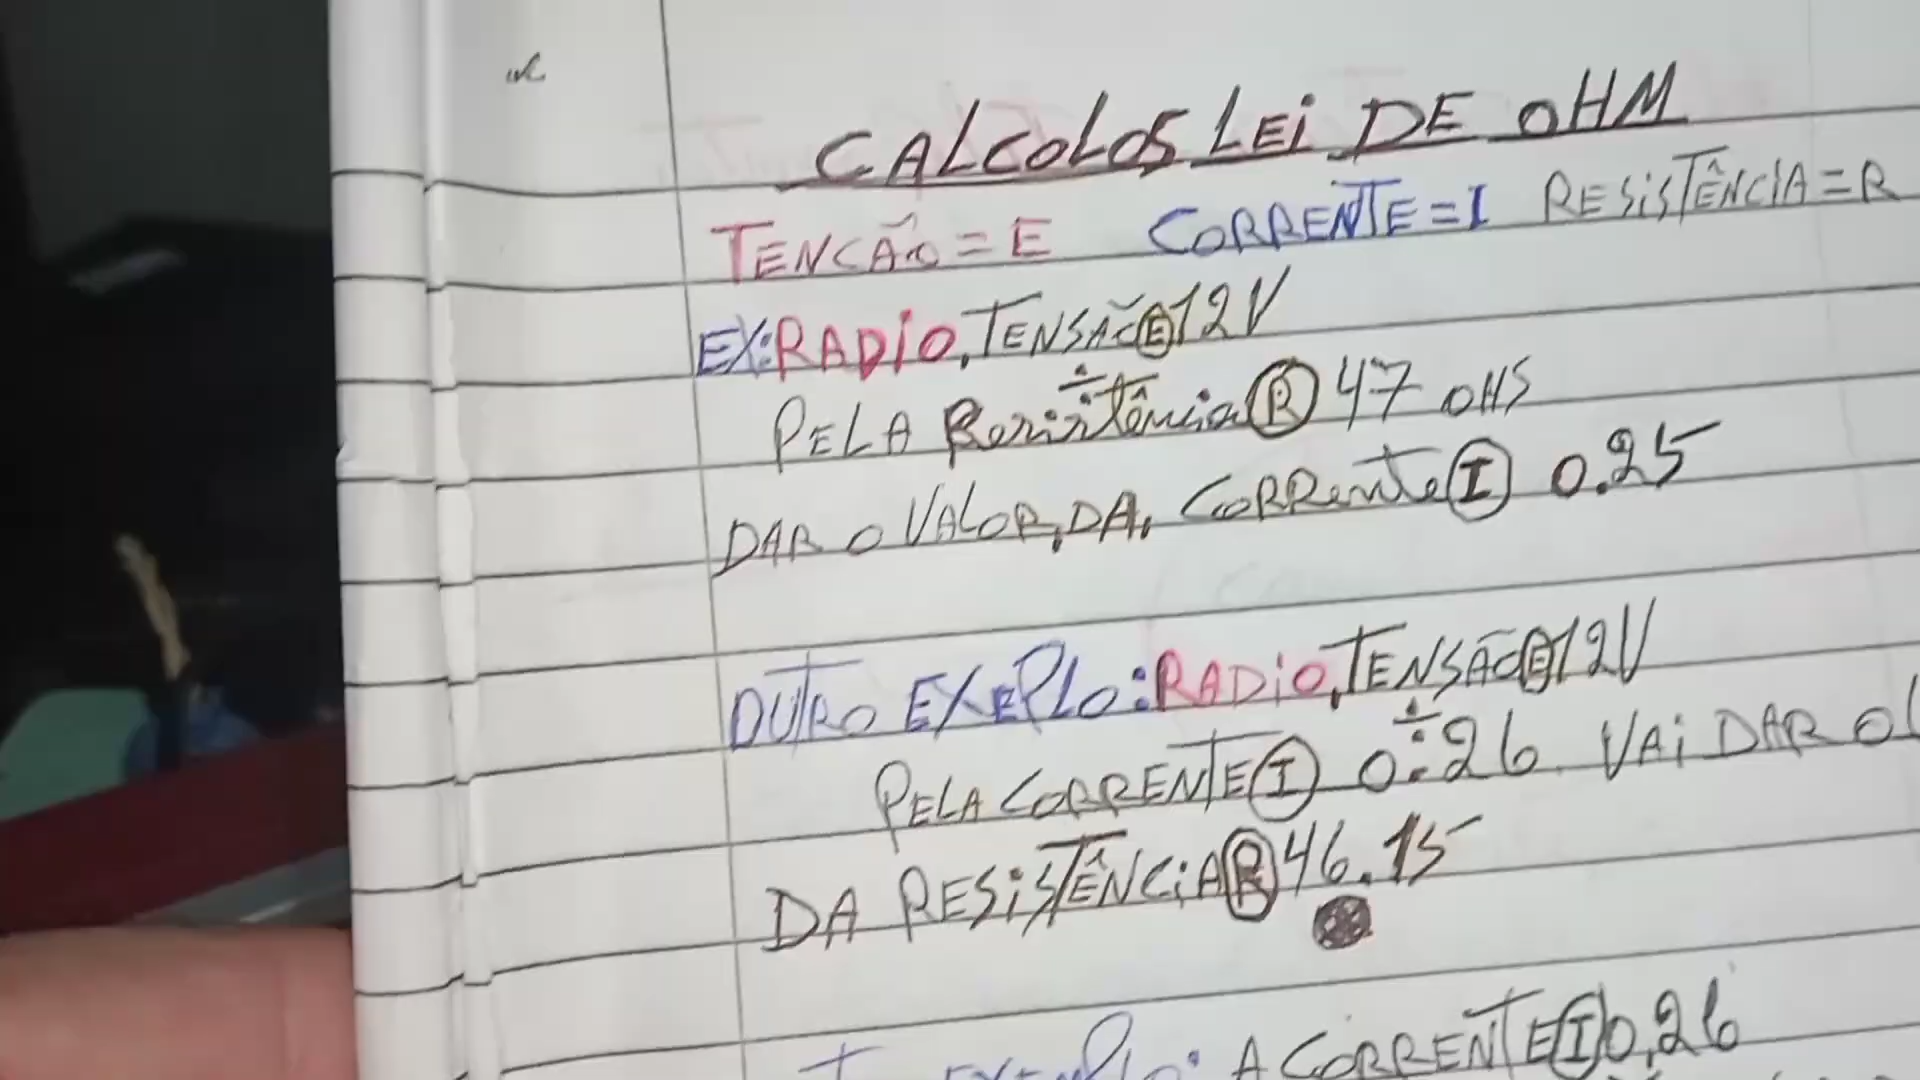 CALCOLOS LEI DE OHM
TENCÃO = E CORRENTE = I RESISTÊNCIA = R
EX: RADIO, TENSÃO E 12V
PELA Resistência ÷ R 47 OHS
DAR O VALOR, DA, CORRente I 0.25
OUTRO EXEPLO: RADIO, TENSÃO E 12V
PELA CORRENTE I ÷ 0.26 VAI DAR O
DA RESISTÊNCIA R 46.15
EXEMPLO: A CORRENTE I 0,26